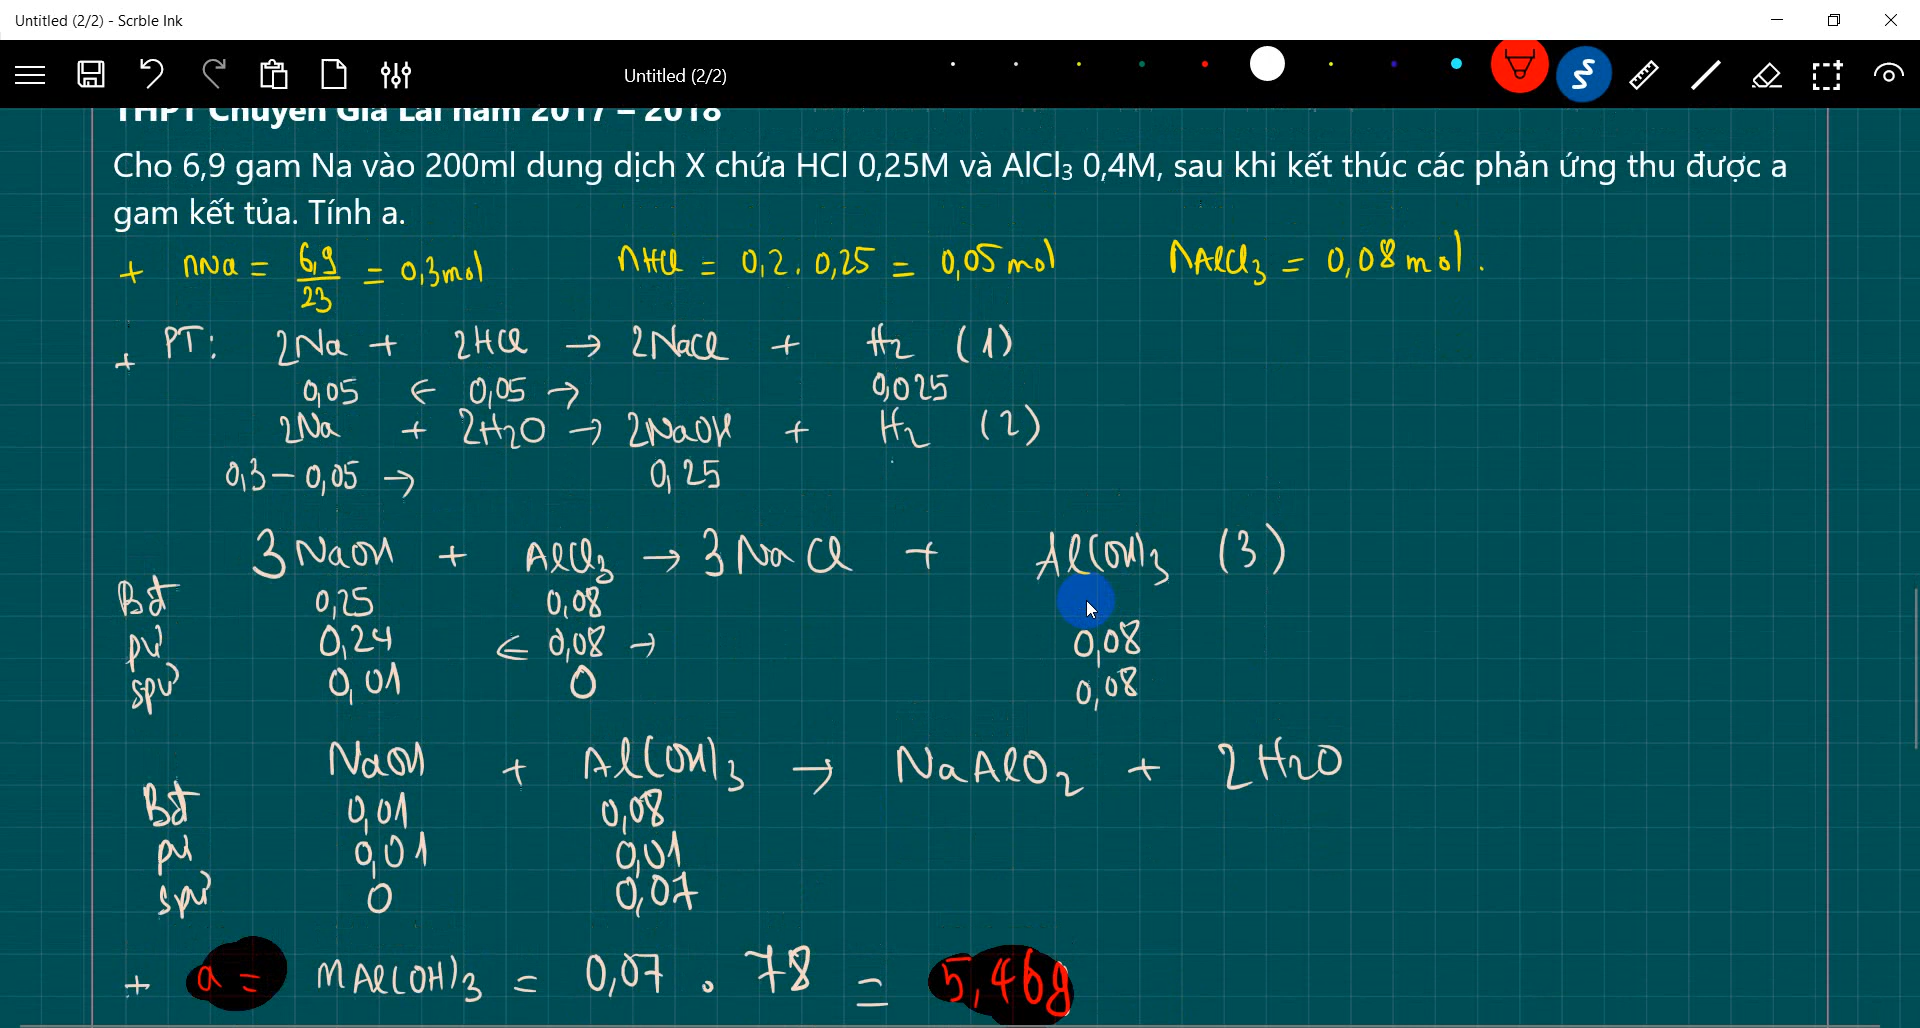 Untitled (2/2) - Scrble Ink
Untitled (2/2)
THPT Chuyên Gia Lai năm 2017 – 2018
Cho 6,9 gam Na vào 200ml dung dịch X chứa HCl 0,25M và AlCl₃ 0,4M, sau khi kết thúc các phản ứng thu được a
gam kết tủa. Tính a.
+ nNa = 6,9/23 = 0,3 mol nHCl = 0,2 . 0,25 = 0,05 mol nAlCl₃ = 0,08 mol.
+ PT: 2Na + 2HCl → 2NaCl + H₂ (1)
0,05 ← 0,05 → 0,025
2Na + 2H₂O → 2NaOH + H₂ (2)
0,3 – 0,05 → 0,25
3NaOH + AlCl₃ → 3NaCl + Al(OH)₃ (3)
Bđ 0,25 0,08
pứ 0,24 ← 0,08 → 0,08
spứ 0,01 0 0,08
NaOH + Al(OH)₃ → NaAlO₂ + 2H₂O
Bđ 0,01 0,08
pứ 0,01 0,01
spứ 0 0,07
+ a = mAl(OH)₃ = 0,07 . 78 = 5,46g